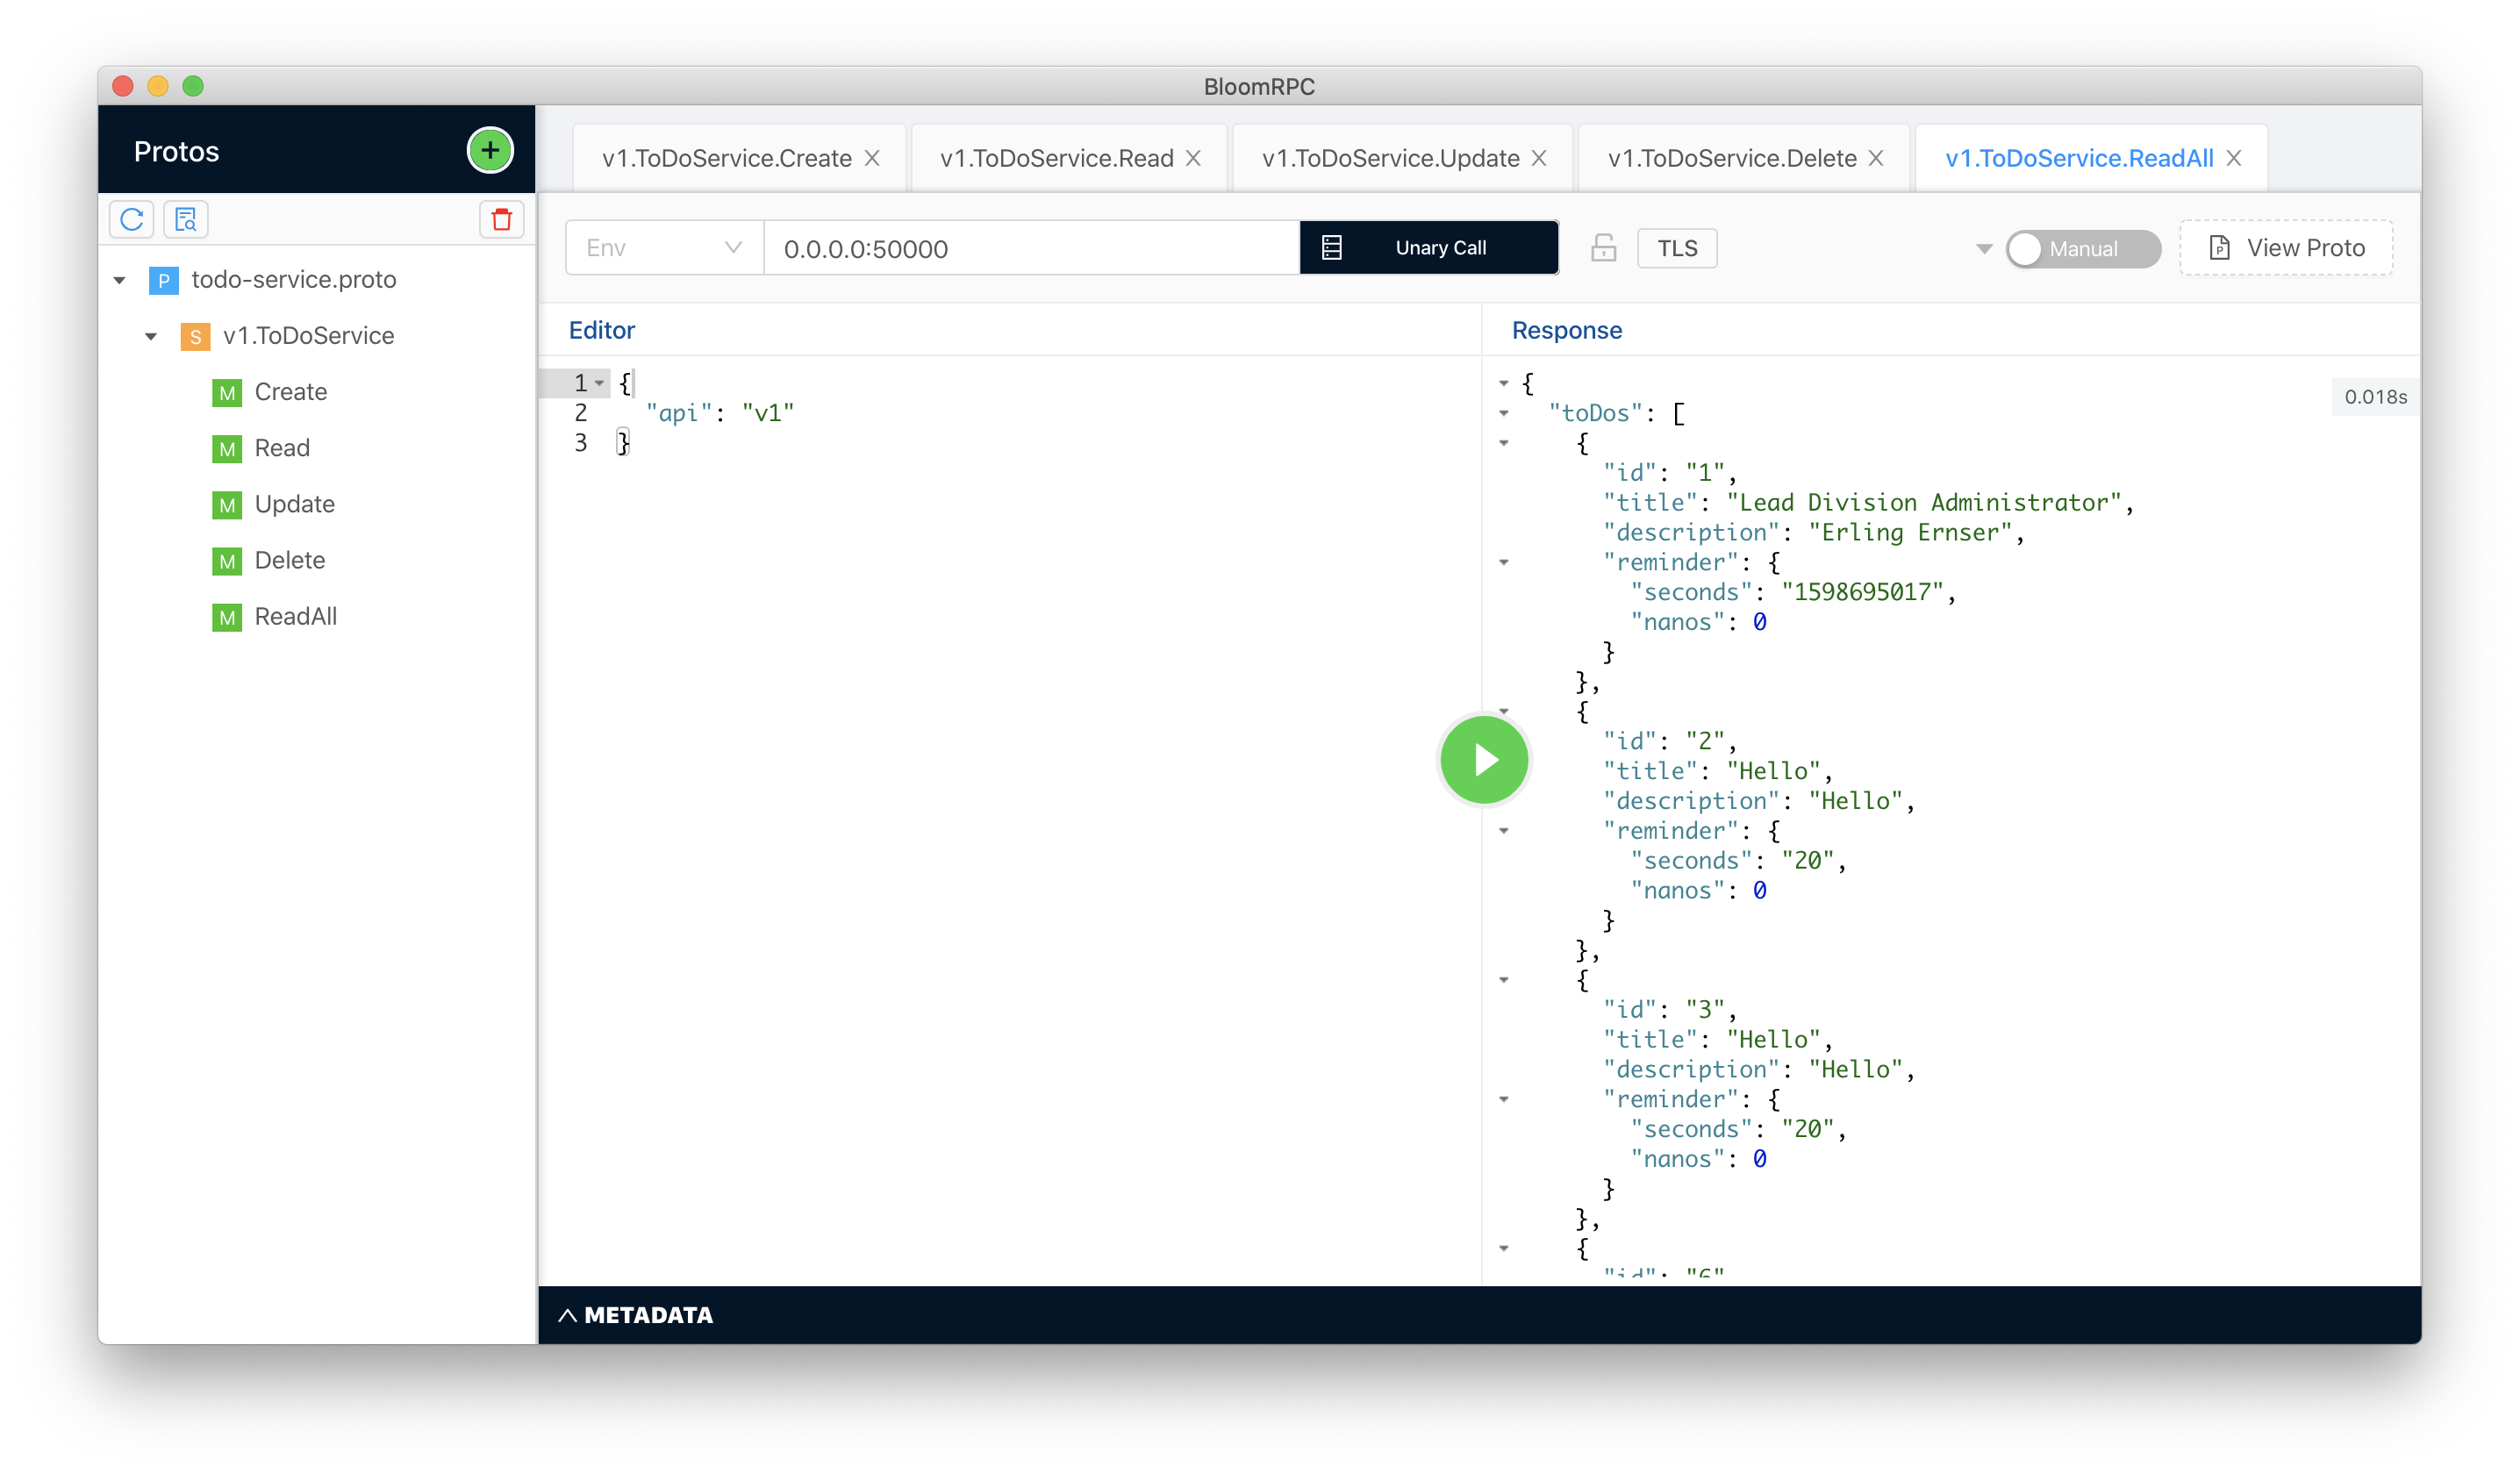 BloomRPC
Protos
v1.ToDoService.Create X
v1.ToDoService.Read X
v1.ToDoService.Update X
v1.ToDoService.Delete X
v1.ToDoService.ReadAll X
Env
0.0.0.0:50000
Unary Call
TLS
Manual
View Proto
P todo-service.proto
S v1.ToDoService
M Create
M Read
M Update
M Delete
M ReadAll
Editor
1 {
2 "api": "v1"
3 }
Response
0.018s
{
"toDos": [
{
"id": "1",
"title": "Lead Division Administrator",
"description": "Erling Ernser",
"reminder": {
"seconds": "1598695017",
"nanos": 0
}
},
{
"id": "2",
"title": "Hello",
"description": "Hello",
"reminder": {
"seconds": "20",
"nanos": 0
}
},
{
"id": "3",
"title": "Hello",
"description": "Hello",
"reminder": {
"seconds": "20",
"nanos": 0
}
},
{
"id": "6"
METADATA